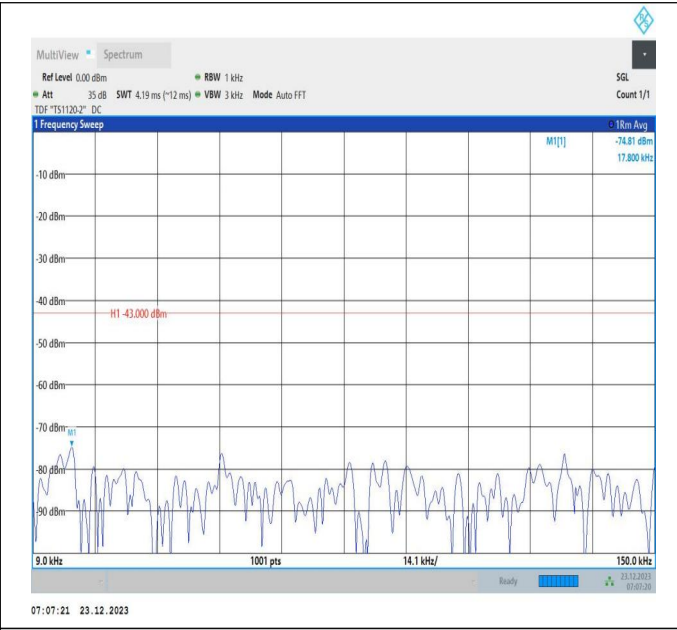 R&S
MultiView Spectrum
Ref Level 0.00 dBm RBW 1 kHz SGL
Att 35 dB SWT 4.19 ms (~12 ms) VBW 3 kHz Mode Auto FFT Count 1/1
TDF "TS1120-2" DC
1 Frequency Sweep 1Rm Avg
M1[1] -74.81 dBm
17.800 kHz
-10 dBm
-20 dBm
-30 dBm
-40 dBm
H1 -43.000 dBm
-50 dBm
-60 dBm
-70 dBm
M1
-80 dBm
-90 dBm
9.0 kHz 1001 pts 14.1 kHz/ 150.0 kHz
Ready 23.12.2023
07:07:20
07:07:21 23.12.2023